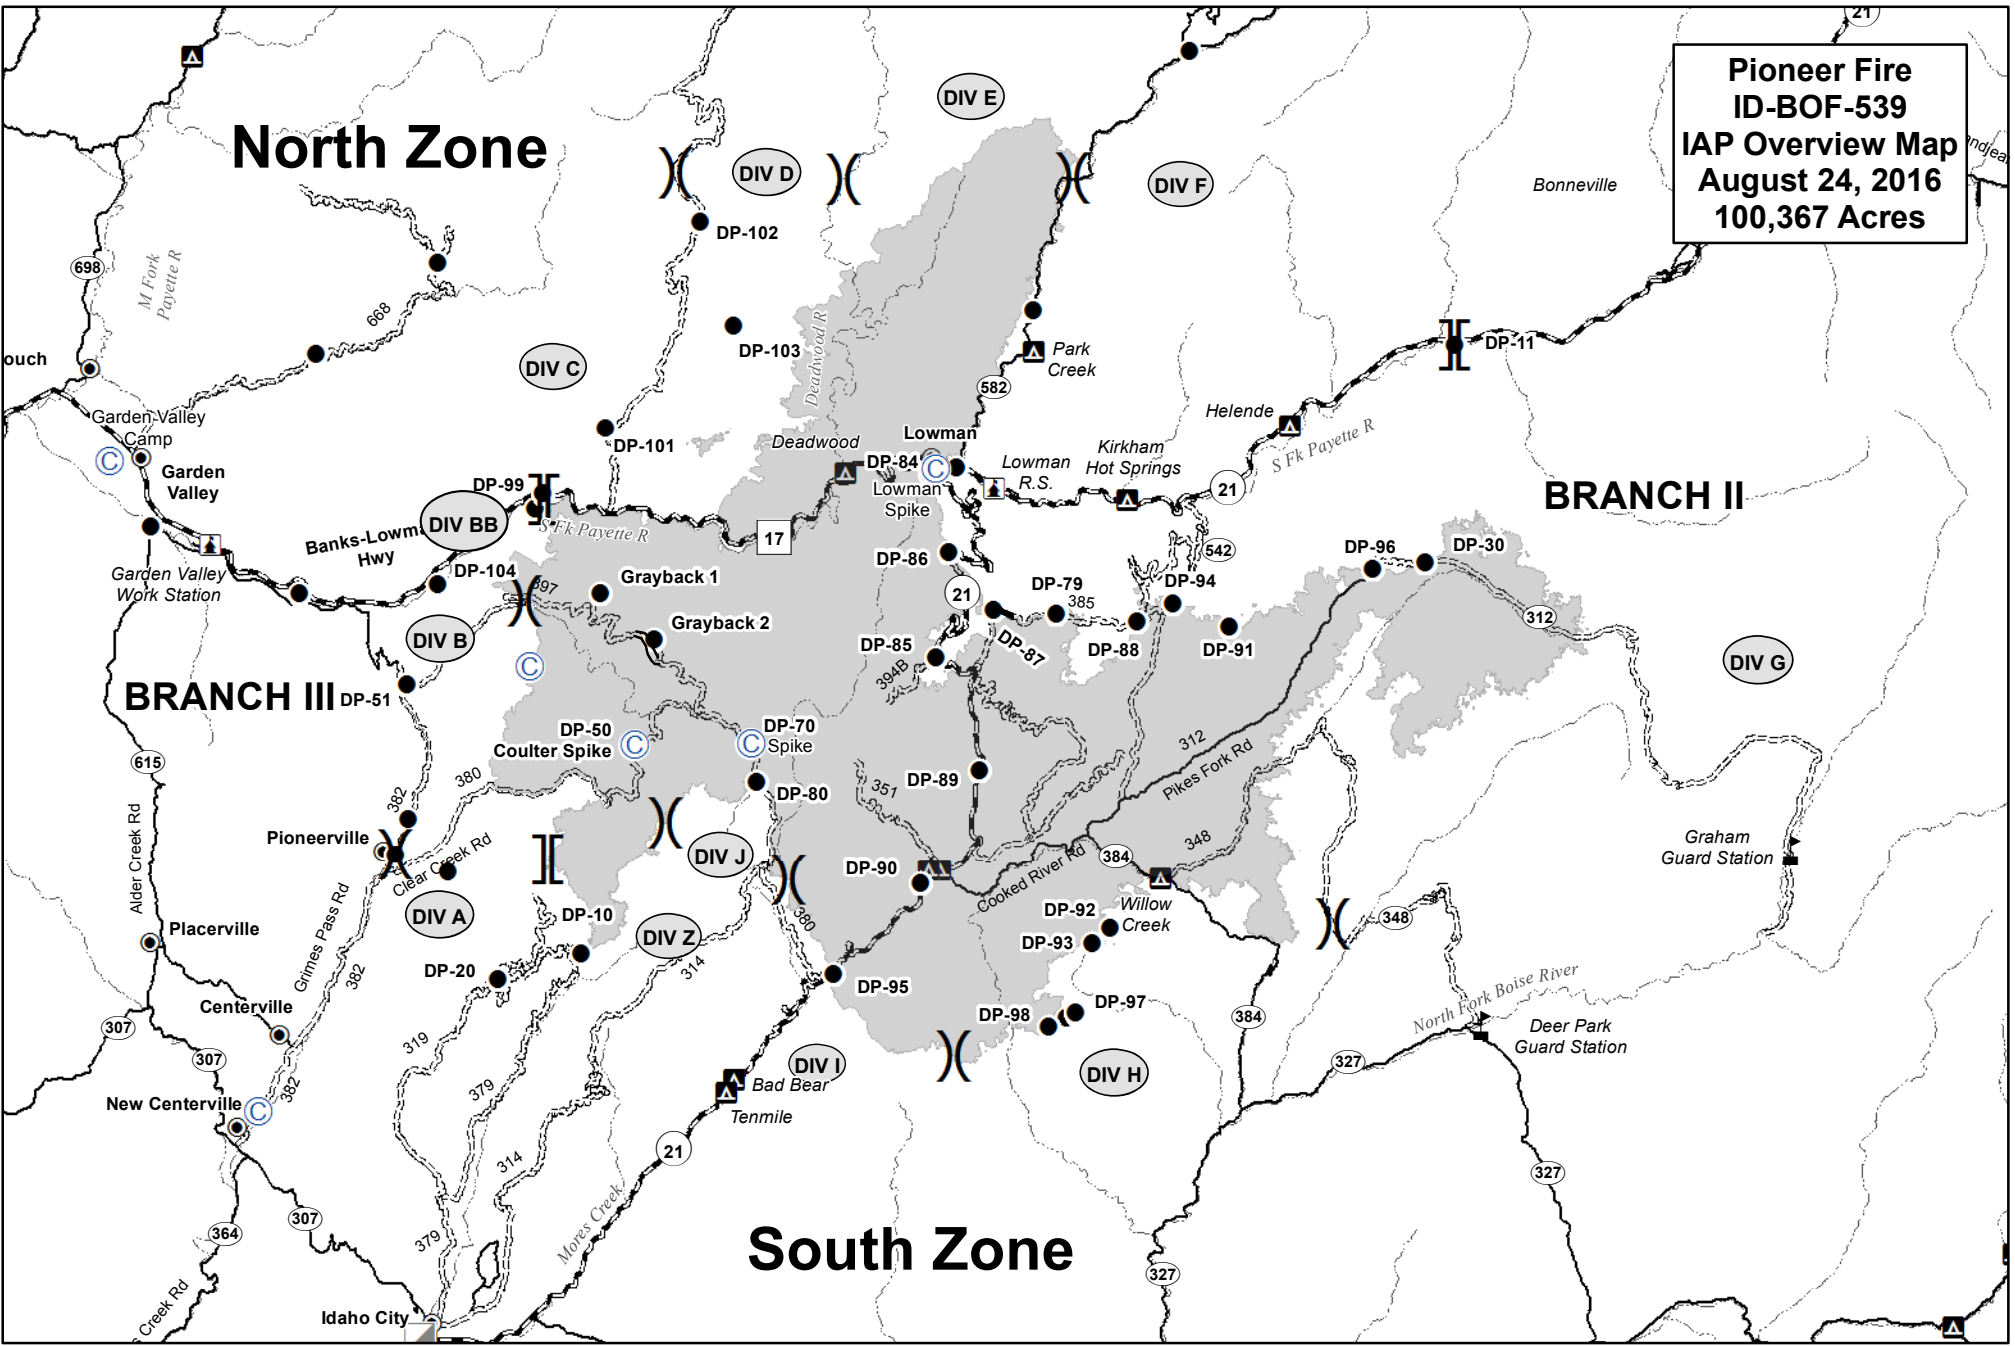 21
Pioneer Fire
ID-BOF-539
IAP Overview Map
August 24, 2016
100,367 Acres
North Zone
DIV E
DIV D
DIV F
Bonneville
DP-102
698
M Fork
Payette R
668
DP-103
Deadwood R
Park
Creek
DP-11
ouch
DIV C
582
Helende
Garden Valley
Camp
DP-101
Deadwood
Lowman
Kirkham
Hot Springs
S Fk Payette R
Garden
Valley
DP-84
Lowman
R.S.
DP-99
Lowman
Spike
21
BRANCH II
DIV BB
S Fk Payette R
17
Banks-Lowma
Hwy
DP-86
542
DP-96
DP-30
Garden Valley
Work Station
DP-104
397
Grayback 1
21
DP-79
385
DP-94
312
DIV B
Grayback 2
DP-85
DP-87
DP-88
DP-91
DIV G
394B
BRANCH III
DP-51
DP-50
Coulter Spike
DP-70
Spike
312
Pikes Fork Rd
615
380
382
DP-80
351
DP-89
Pioneerville
Clear Creek Rd
DIV J
DP-90
384
348
Graham
Guard Station
Alder Creek Rd
Cooked River Rd
Grimes Pass Rd
DIV A
DP-10
380
DP-92
Willow
Creek
348
Placerville
DIV Z
DP-93
382
DP-20
314
DP-95
North Fork Boise River
Centerville
DP-98
DP-97
384
307
319
Deer Park
Guard Station
307
DIV I
DIV H
327
382
379
Bad Bear
New Centerville
Tenmile
21
314
327
307
364
379
Mores Creek
South Zone
327
s Creek Rd
Idaho City